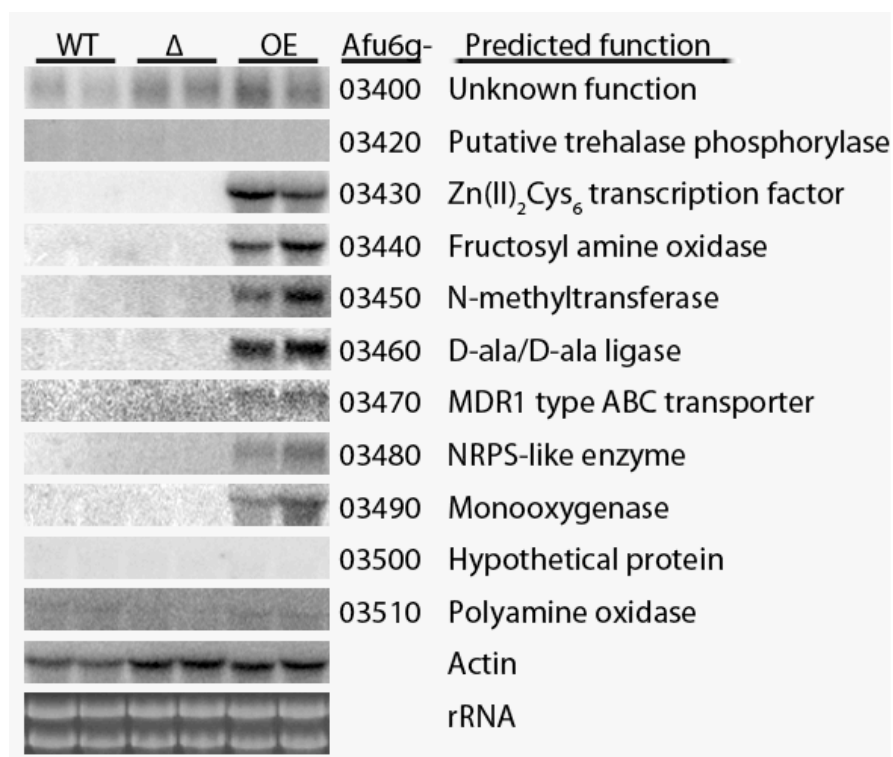 WT Δ OE Afu6g- Predicted function
03400 Unknown function
03420 Putative trehalase phosphorylase
03430 Zn(II)₂Cys₆ transcription factor
03440 Fructosyl amine oxidase
03450 N-methyltransferase
03460 D-ala/D-ala ligase
03470 MDR1 type ABC transporter
03480 NRPS-like enzyme
03490 Monooxygenase
03500 Hypothetical protein
03510 Polyamine oxidase
Actin
rRNA